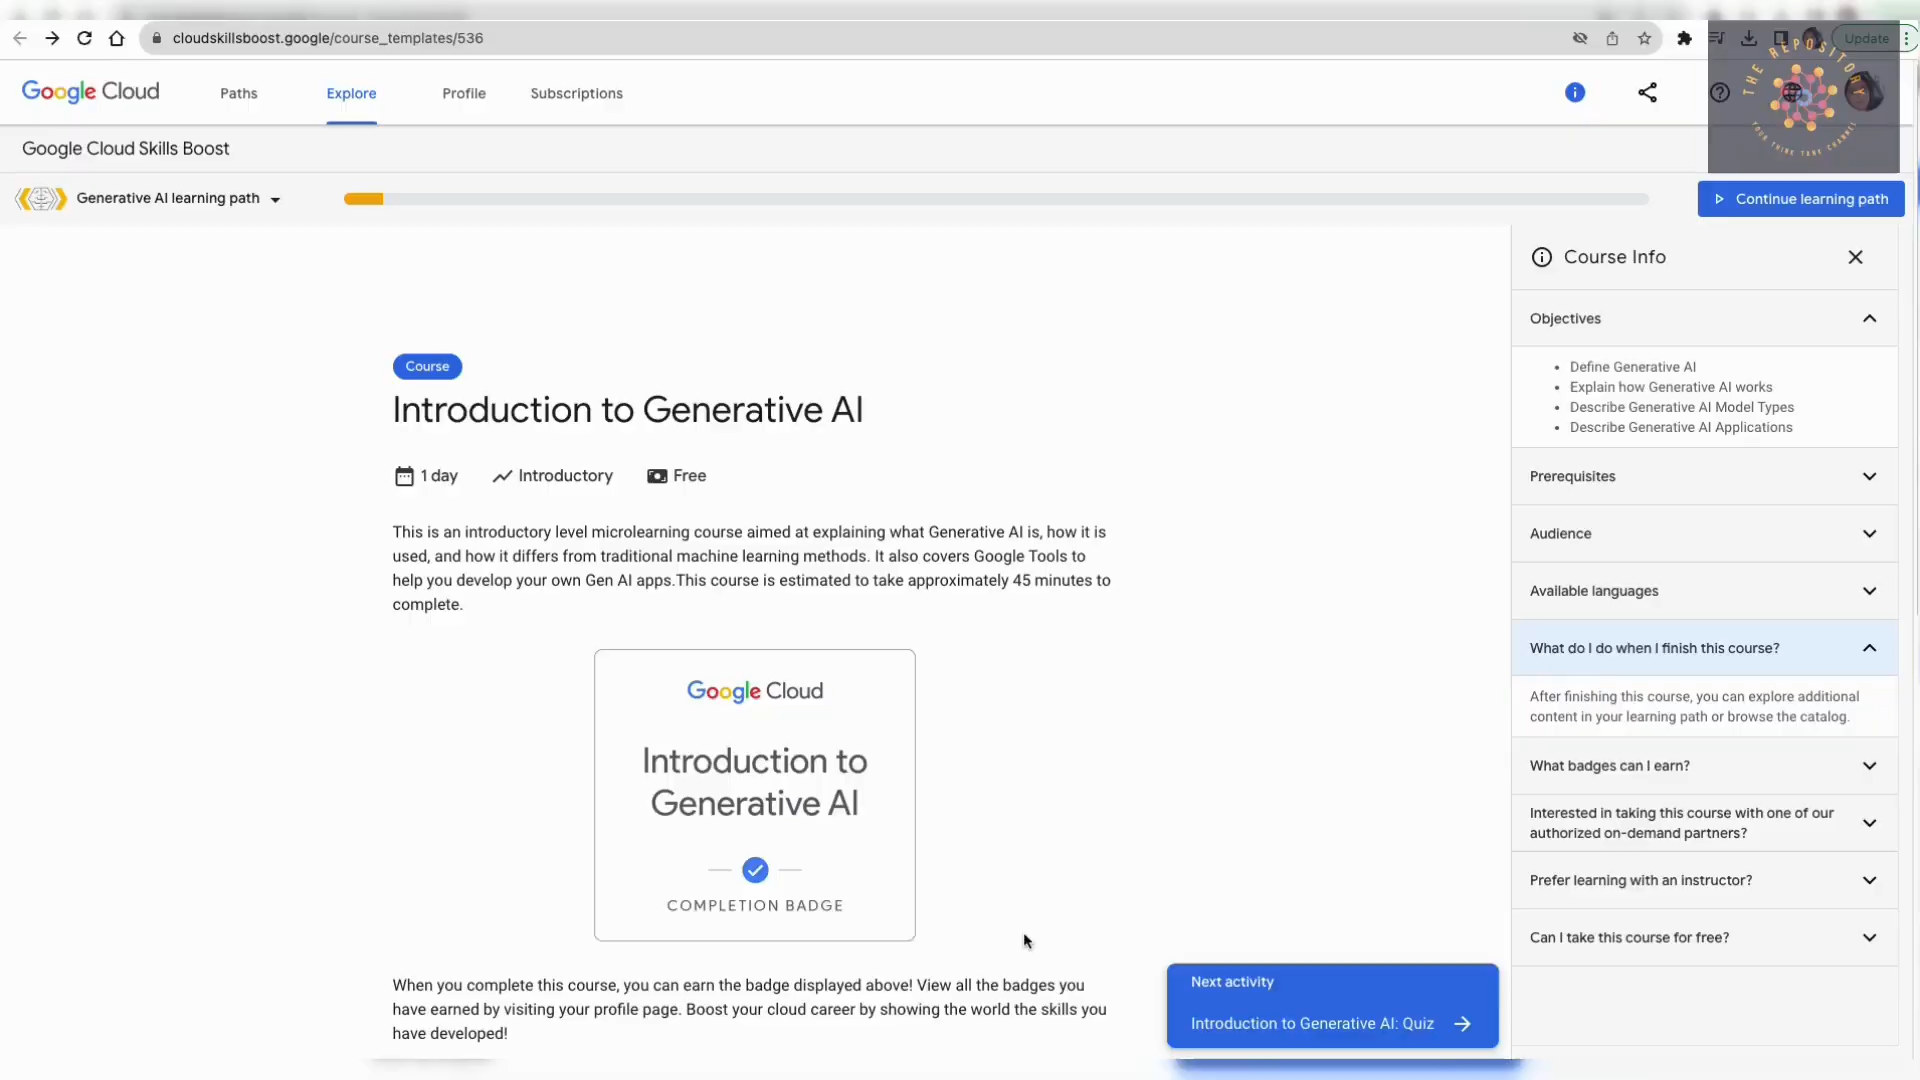 cloudskillsboost.google/course_templates/536
Update
Google Cloud
Paths
Explore
Profile
Subscriptions
THE REPOSITORY
YOUR THINK TANK CHANNEL
Google Cloud Skills Boost
Generative AI learning path
Continue learning path
Course
Introduction to Generative AI
1 day
Introductory
Free
This is an introductory level microlearning course aimed at explaining what Generative AI is, how it is
used, and how it differs from traditional machine learning methods. It also covers Google Tools to
help you develop your own Gen AI apps.This course is estimated to take approximately 45 minutes to
complete.
Google Cloud
Introduction to
Generative AI
COMPLETION BADGE
When you complete this course, you can earn the badge displayed above! View all the badges you
have earned by visiting your profile page. Boost your cloud career by showing the world the skills you
have developed!
Next activity
Introduction to Generative AI: Quiz
Course Info
Objectives
• Define Generative AI
• Explain how Generative AI works
• Describe Generative AI Model Types
• Describe Generative AI Applications
Prerequisites
Audience
Available languages
What do I do when I finish this course?
After finishing this course, you can explore additional
content in your learning path or browse the catalog.
What badges can I earn?
Interested in taking this course with one of our
authorized on-demand partners?
Prefer learning with an instructor?
Can I take this course for free?